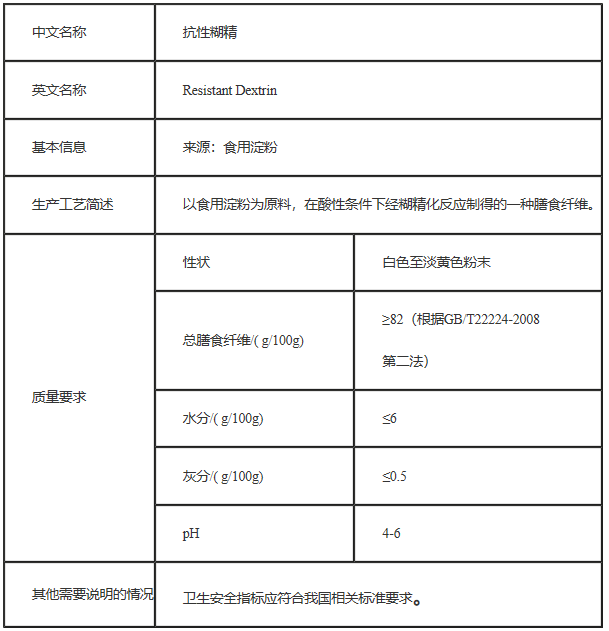 中文名称 抗性糊精
英文名称 Resistant Dextrin
基本信息 来源：食用淀粉
生产工艺简述 以食用淀粉为原料，在酸性条件下经糊精化反应制得的一种膳食纤维。
质量要求
性状 白色至淡黄色粉末
总膳食纤维/( g/100g) ≥82（根据GB/T22224-2008
第二法）
水分/( g/100g) ≤6
灰分/( g/100g) ≤0.5
pH 4-6
其他需要说明的情况 卫生安全指标应符合我国相关标准要求。